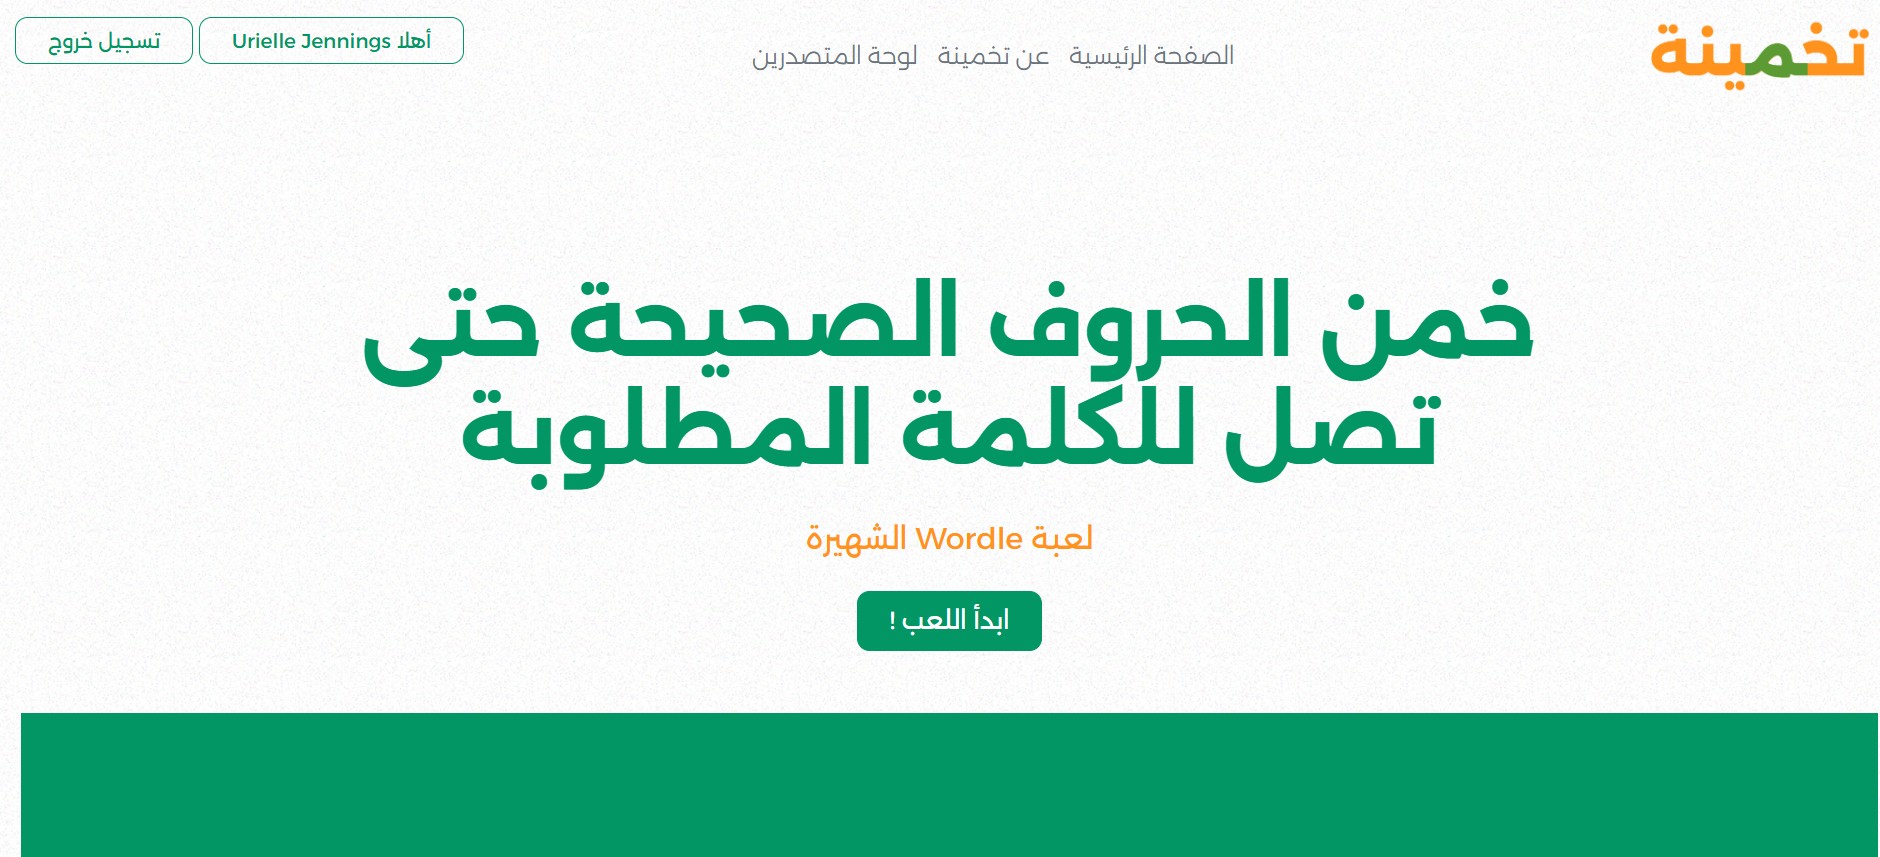 تخمينة
الصفحة الرئيسية
عن تخمينة
لوحة المتصدرين
أهلا Urielle Jennings
تسجيل خروج
خمن الحروف الصحيحة حتى
تصل للكلمة المطلوبة
لعبة Wordle الشهيرة
ابدأ اللعب !